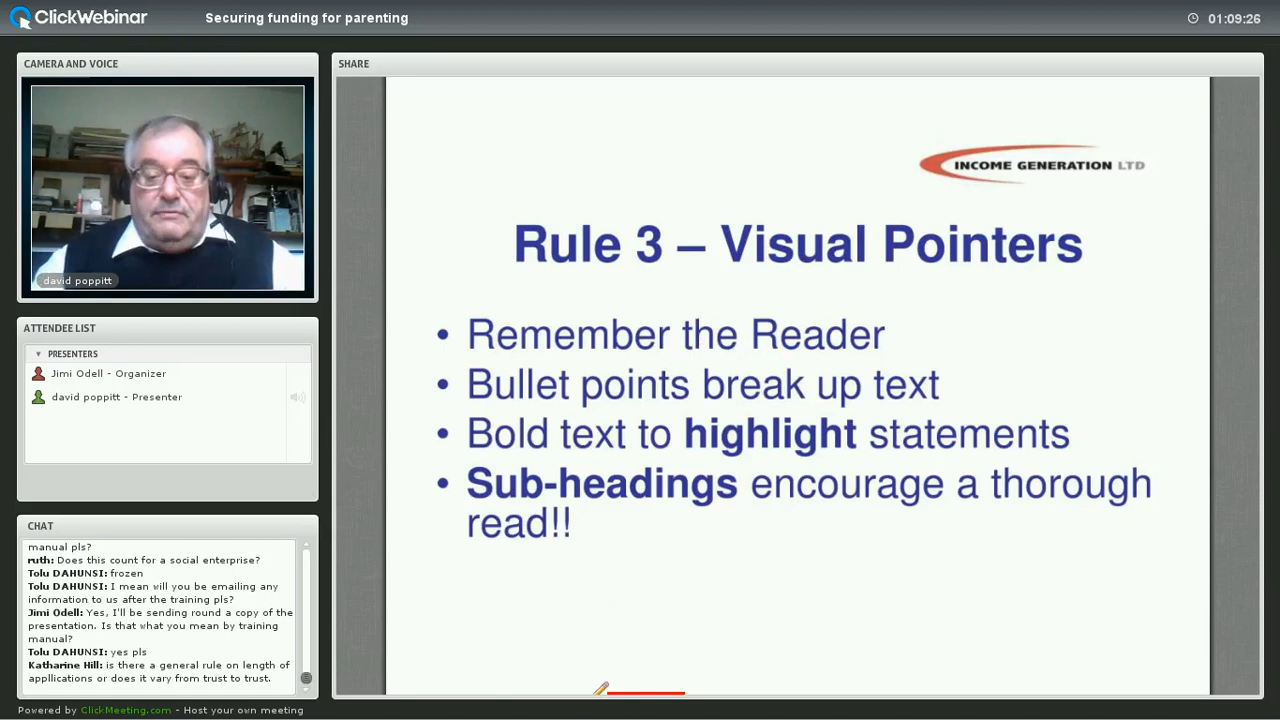 ClickWebinar
Securing funding for parenting
01:09:26
CAMERA AND VOICE
david poppitt
ATTENDEE LIST
PRESENTERS
Jimi Odell - Organizer
david poppitt - Presenter
CHAT
manual pls?
ruth: Does this count for a social enterprise?
Tolu DAHUNSI: frozen
Tolu DAHUNSI: I mean will you be emailing any
information to us after the training pls?
Jimi Odell: Yes, I'll be sending round a copy of the
presentation. Is that what you mean by training
manual?
Tolu DAHUNSI: yes pls
Katharine Hill: is there a general rule on length of
appllications or does it vary from trust to trust.
SHARE
INCOME GENERATION LTD
Rule 3 – Visual Pointers
• Remember the Reader
• Bullet points break up text
• Bold text to highlight statements
• Sub-headings encourage a thorough
read!!
Powered by ClickMeeting.com - Host your own meeting